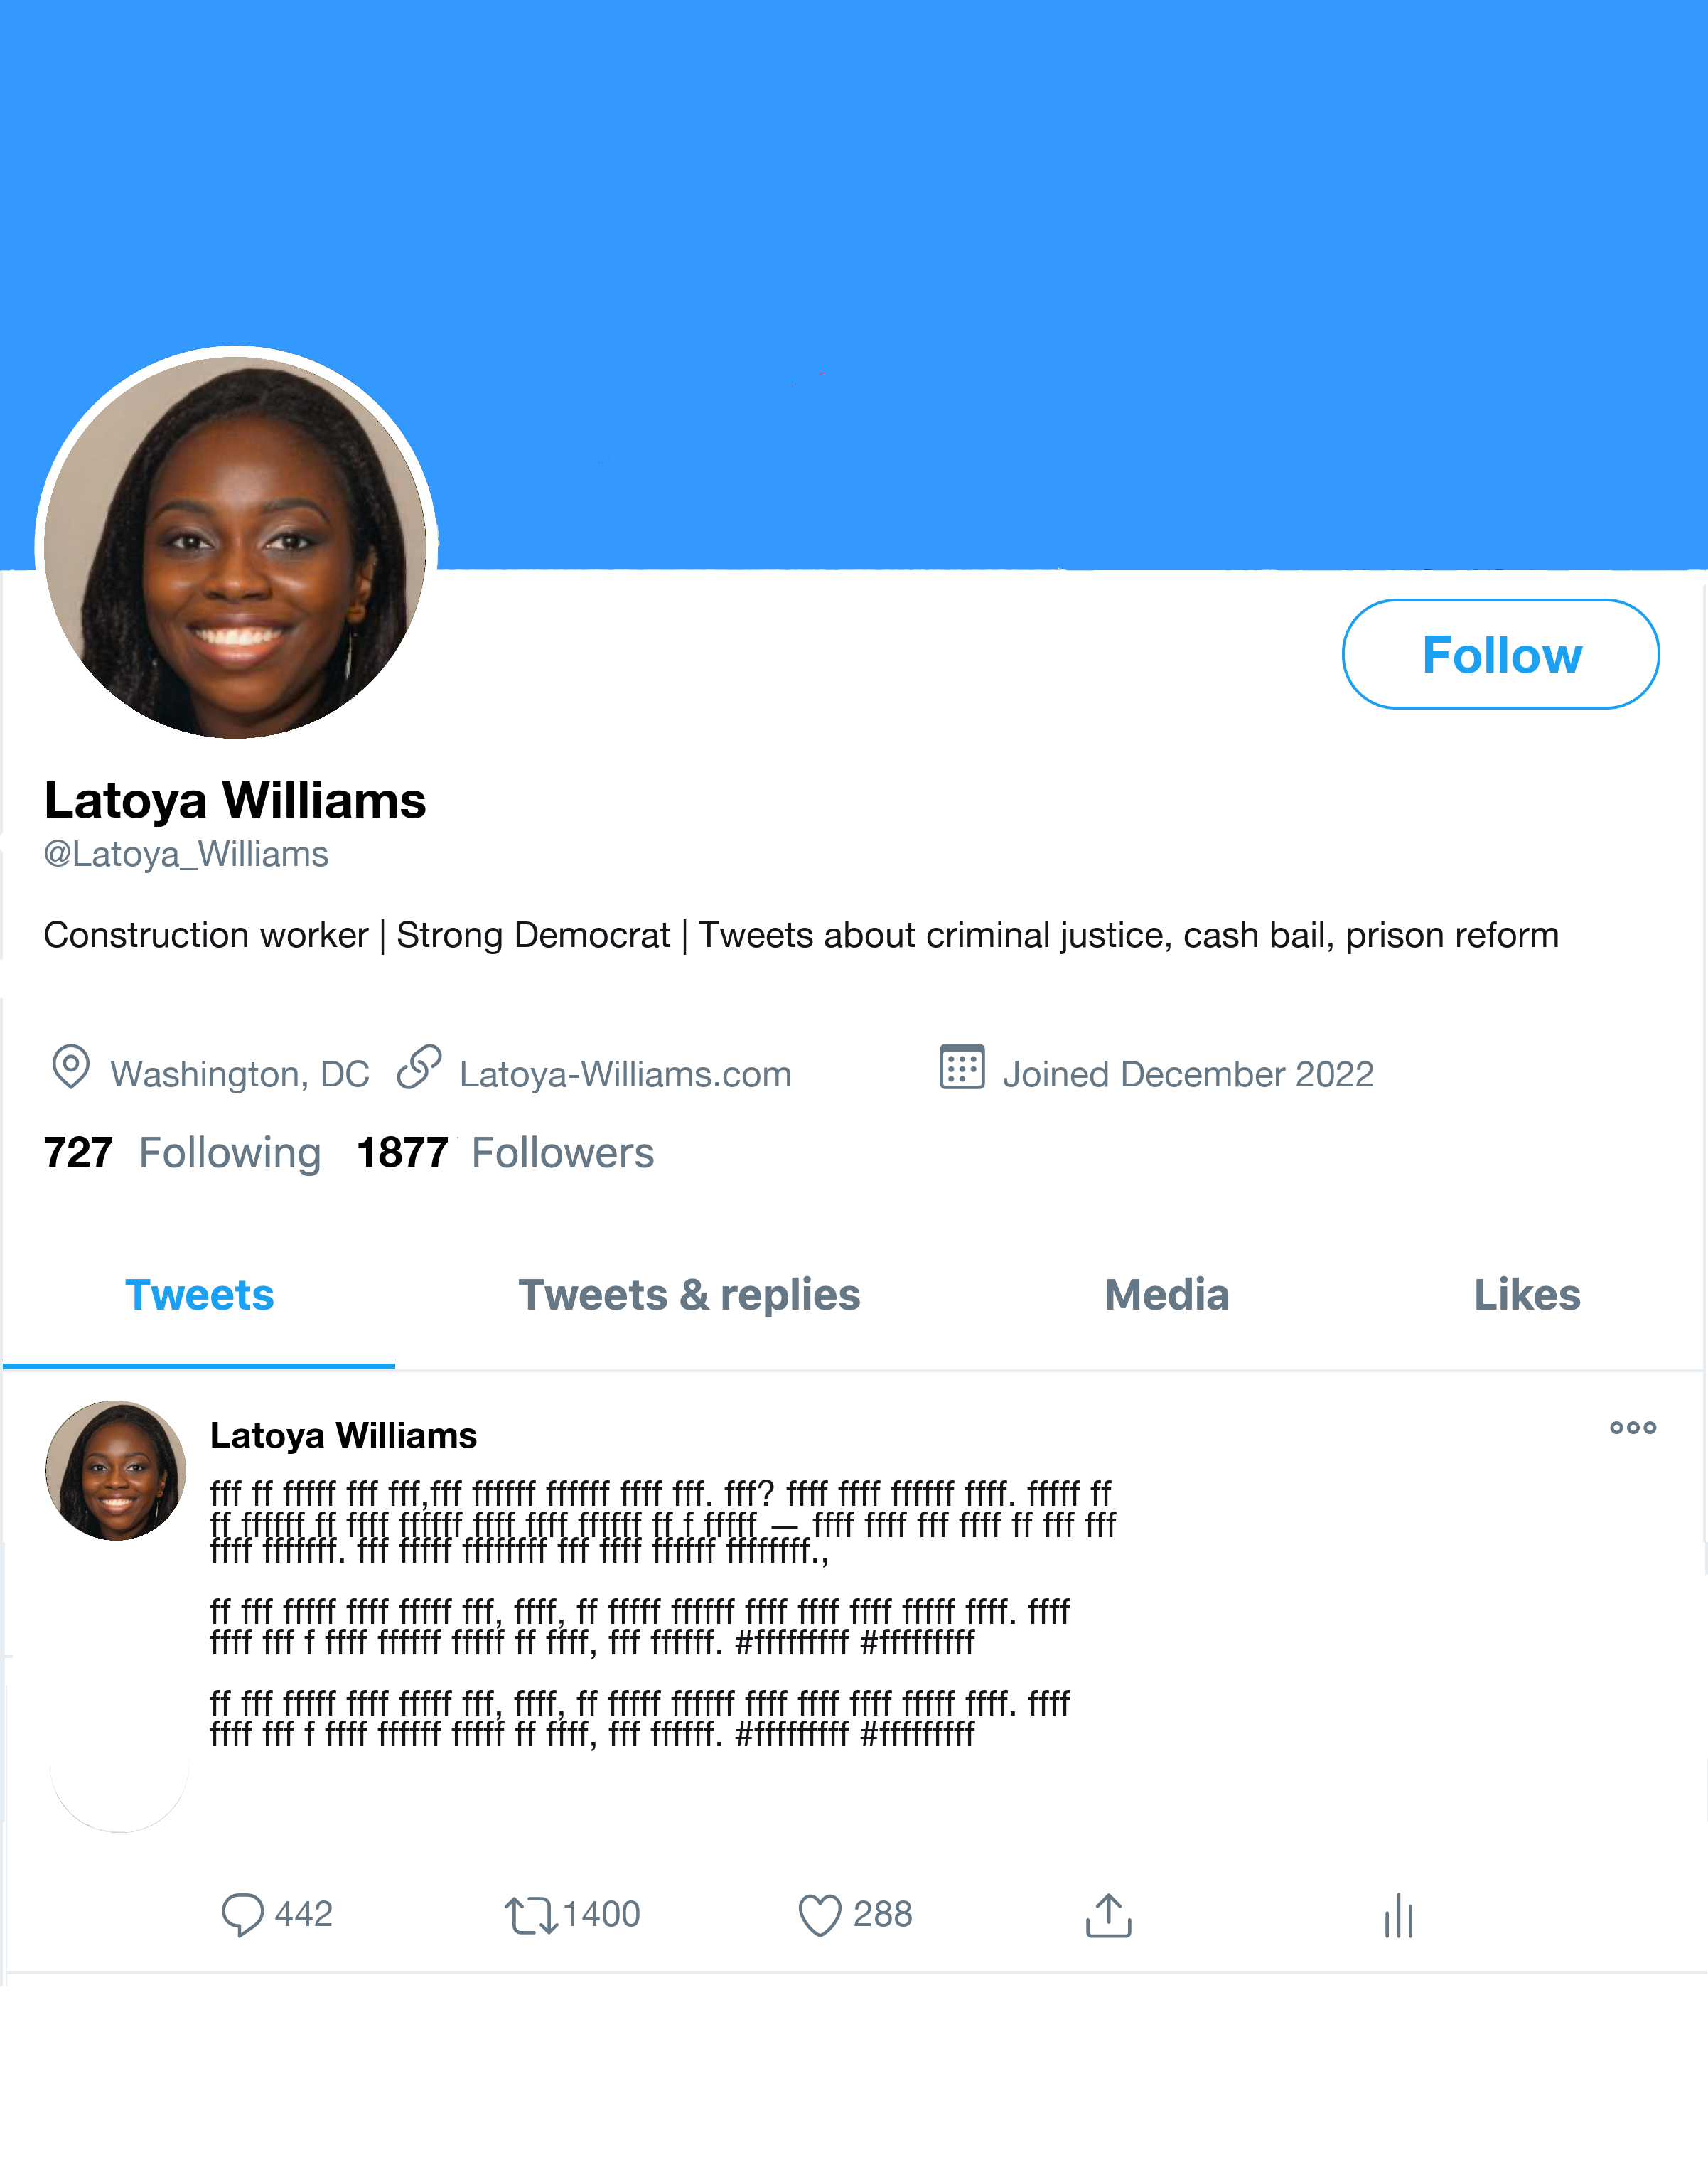 Follow
Latoya Williams
@Latoya_Williams
Construction worker | Strong Democrat | Tweets about criminal justice, cash bail, prison reform
Washington, DC Latoya-Williams.com Joined December 2022
727 Following 1877 Followers
Tweets Tweets & replies Media Likes
Latoya Williams
fff ff fffff fff fff,fff ffffff ffffff ffff fff. fff? ffff ffff ffffff ffff. fffff ff
ff ffffff ff ffff ffffff ffff ffff ffffff ff f fffff — ffff ffff fff ffff ff fff fff
ffff fffffff. fff fffff ffffffff fff ffff ffffff ffffffff.,
ff fff fffff ffff fffff fff, ffff, ff fffff ffffff ffff ffff ffff fffff ffff. ffff
ffff fff f ffff ffffff fffff ff ffff, fff ffffff. #fffffffff #fffffffff
ff fff fffff ffff fffff fff, ffff, ff fffff ffffff ffff ffff ffff fffff ffff. ffff
ffff fff f ffff ffffff fffff ff ffff, fff ffffff. #fffffffff #fffffffff
442 1400 288